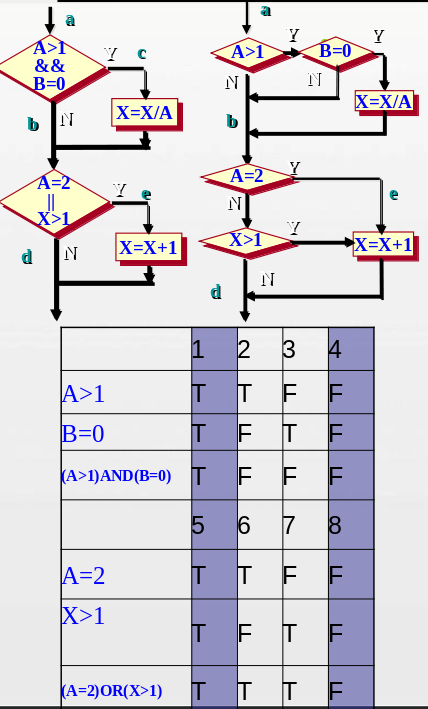 a
A>1
&&
B=0
Y
c
X=X/A
b
N
A=2
||
X>1
Y
e
X=X+1
d
N
a
A>1
Y
B=0
Y
N
N
X=X/A
b
A=2
Y
N
e
X>1
Y
X=X+1
N
d
1 2 3 4
A>1 T T F F
B=0 T F T F
(A>1)AND(B=0) T F F F
5 6 7 8
A=2 T T F F
X>1 T F T F
(A=2)OR(X>1) T T T F